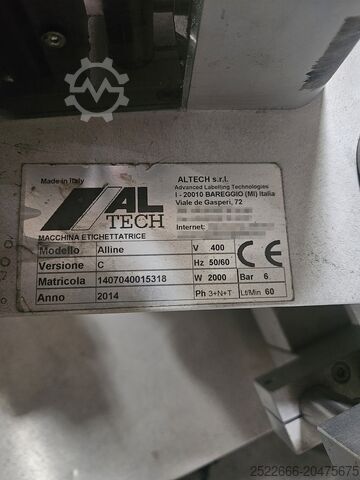 Made in Italy
AL TECH
ALTECH s.r.l.
Advanced Labelling Technologies
I - 20010 BAREGGIO (MI) Italia
Viale de Gasperi, 72
Internet:
MACCHINA ETICHETTATRICE
Modello Alline V 400
Versione C Hz 50/60
Matricola 1407040015318 W 2000 Bar 6
Anno 2014 Ph 3+N+T Lt/Min 60
CE
2522666-20475675